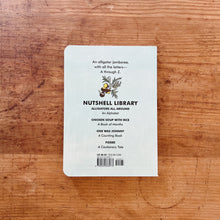 An alligator jamboree,
with all the letters—
A through Z.
NUTSHELL LIBRARY
ALLIGATORS ALL AROUND
An Alphabet
CHICKEN SOUP WITH RICE
A Book of Months
ONE WAS JOHNNY
A Counting Book
PIERRE
A Cautionary Tale